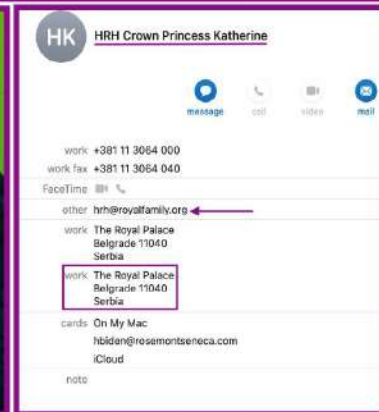 HK
HRH Crown Princess Katherine
message call video mail
work +381 11 3064 000
work fax +381 11 3064 040
FaceTime
other hrh@royalfamily.org
work The Royal Palace
Belgrade 11040
Serbia
work The Royal Palace
Belgrade 11040
Serbia
cards On My Mac
hbiden@rosemontseneca.com
iCloud
note